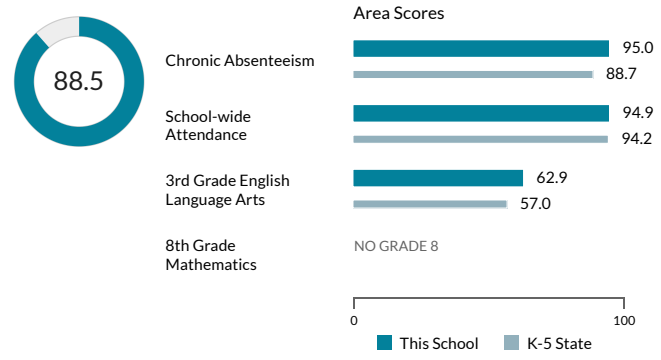 Area Scores
88.5
Chronic Absenteeism
95.0
88.7
School-wide
Attendance
94.9
94.2
3rd Grade English
Language Arts
62.9
57.0
8th Grade
Mathematics
NO GRADE 8
0
100
This School
K-5 State